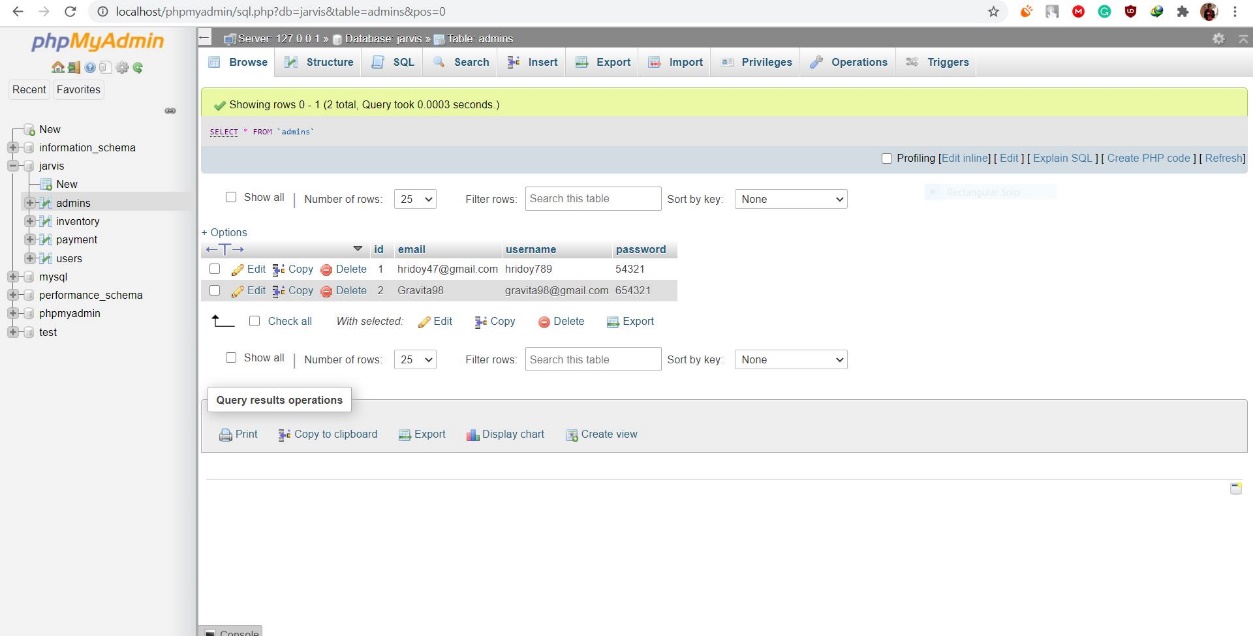 localhost/phpmyadmin/sql.php?db=jarvis&table=admins&pos=0
phpMyAdmin
Recent Favorites
New
information_schema
jarvis
New
admins
inventory
payment
users
mysql
performance_schema
phpmyadmin
test
Server: 127.0.0.1 » Database: jarvis » Table: admins
Browse Structure SQL Search Insert Export Import Privileges Operations Triggers
Showing rows 0 - 1 (2 total, Query took 0.0003 seconds.)
SELECT * FROM `admins`
Profiling [Edit inline] [ Edit ] [ Explain SQL ] [ Create PHP code ] [ Refresh]
Show all | Number of rows: 25 Filter rows: Search this table Sort by key: None
+ Options
←T→ id email username password
Edit Copy Delete 1 hridoy47@gmail.com hridoy789 54321
Edit Copy Delete 2 Gravita98 gravita98@gmail.com 654321
Check all With selected: Edit Copy Delete Export
Show all | Number of rows: 25 Filter rows: Search this table Sort by key: None
Query results operations
Print Copy to clipboard Export Display chart Create view
Console